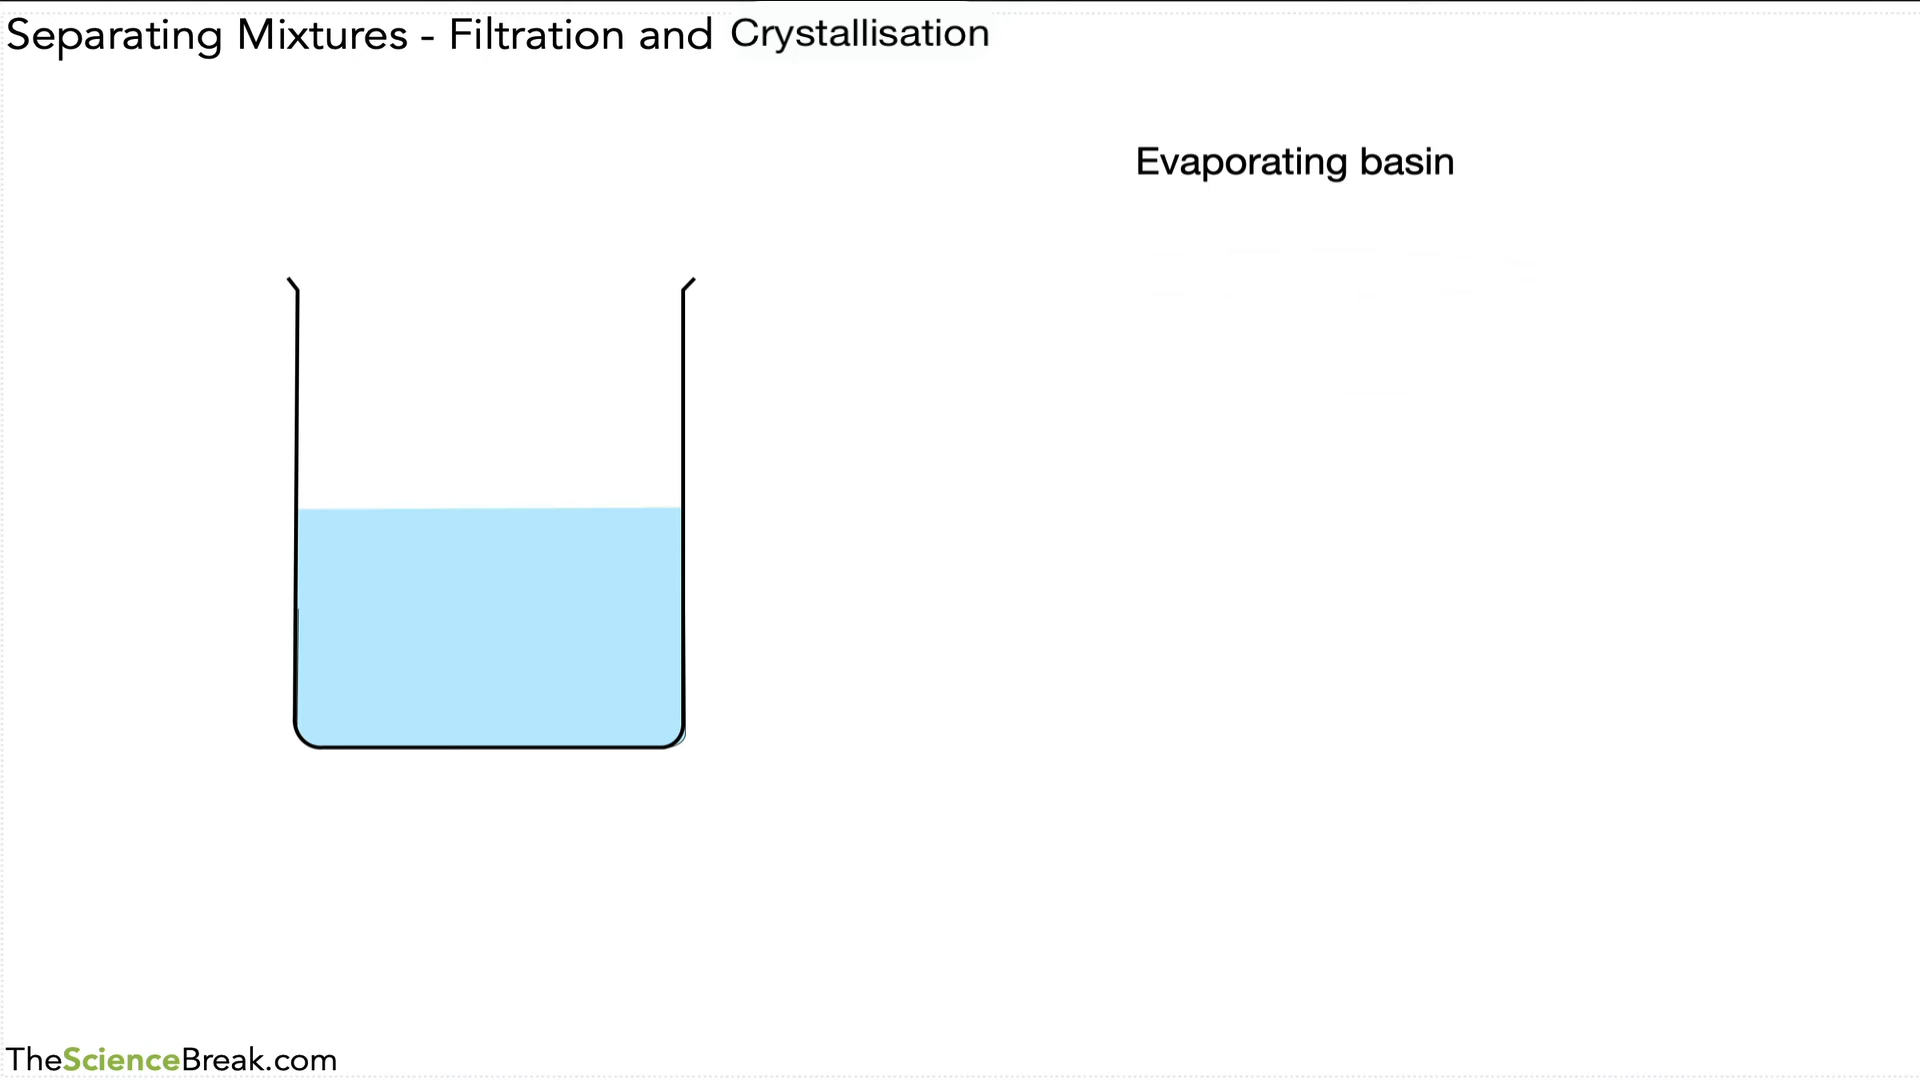 Separating Mixtures - Filtration and Crystallisation
Evaporating basin
TheScienceBreak.com